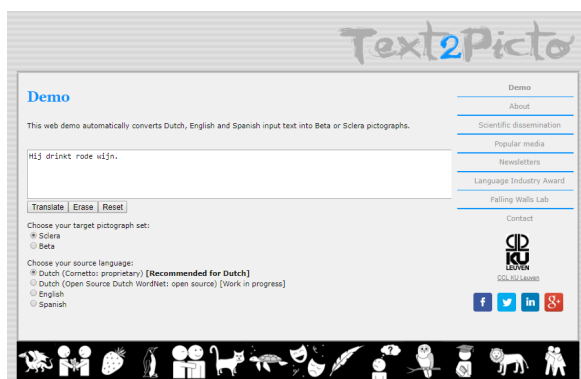 Text2Picto
Demo
This web demo automatically converts Dutch, English and Spanish input text into Beta or Sclera pictographs.
Hij drinkt rode wijn.
Translate Erase Reset
Choose your target pictograph set:
Sclera
Beta
Choose your source language:
Dutch (Cornetto: proprietary) [Recommended for Dutch]
Dutch (Open Source Dutch WordNet: open source) [Work in progress]
English
Spanish
Demo
About
Scientific dissemination
Popular media
Newsletters
Language Industry Award
Falling Walls Lab
Contact
KU
LEUVEN
CCL KU Leuven
f in g+
?